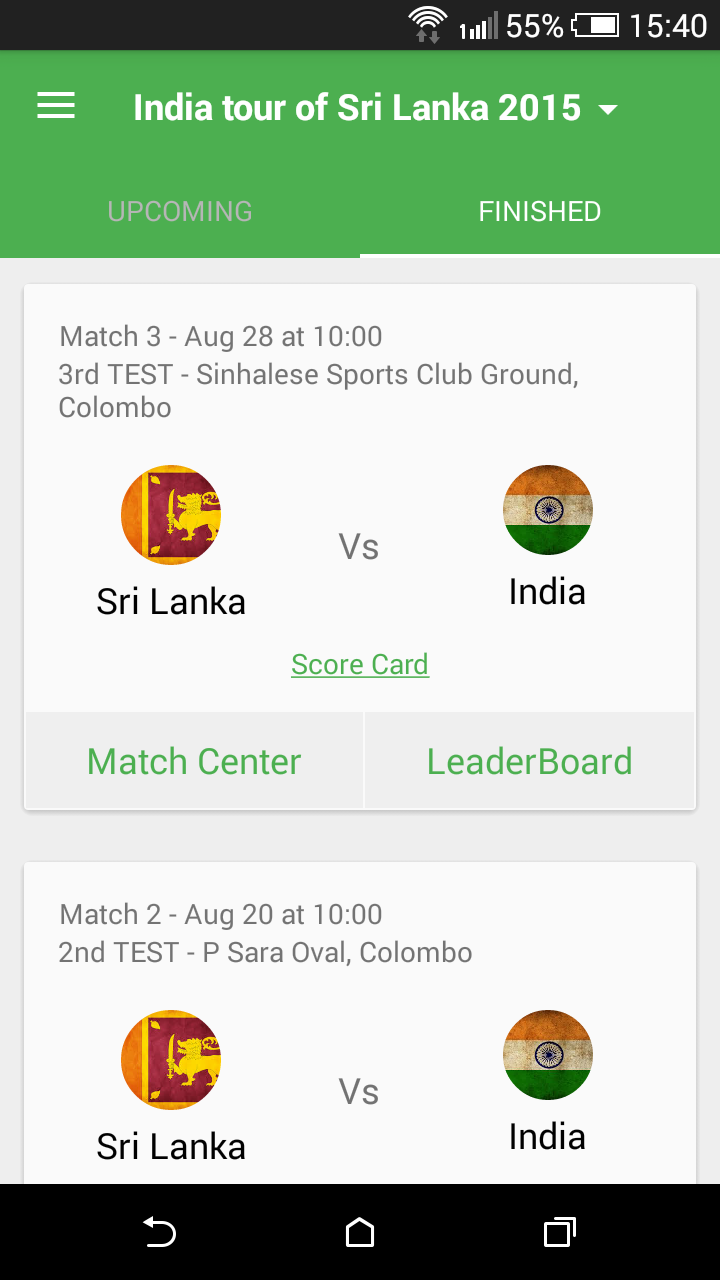 55% 15:40
India tour of Sri Lanka 2015
UPCOMING FINISHED
Match 3 - Aug 28 at 10:00
3rd TEST - Sinhalese Sports Club Ground,
Colombo
Vs
Sri Lanka India
Score Card
Match Center LeaderBoard
Match 2 - Aug 20 at 10:00
2nd TEST - P Sara Oval, Colombo
Vs
Sri Lanka India